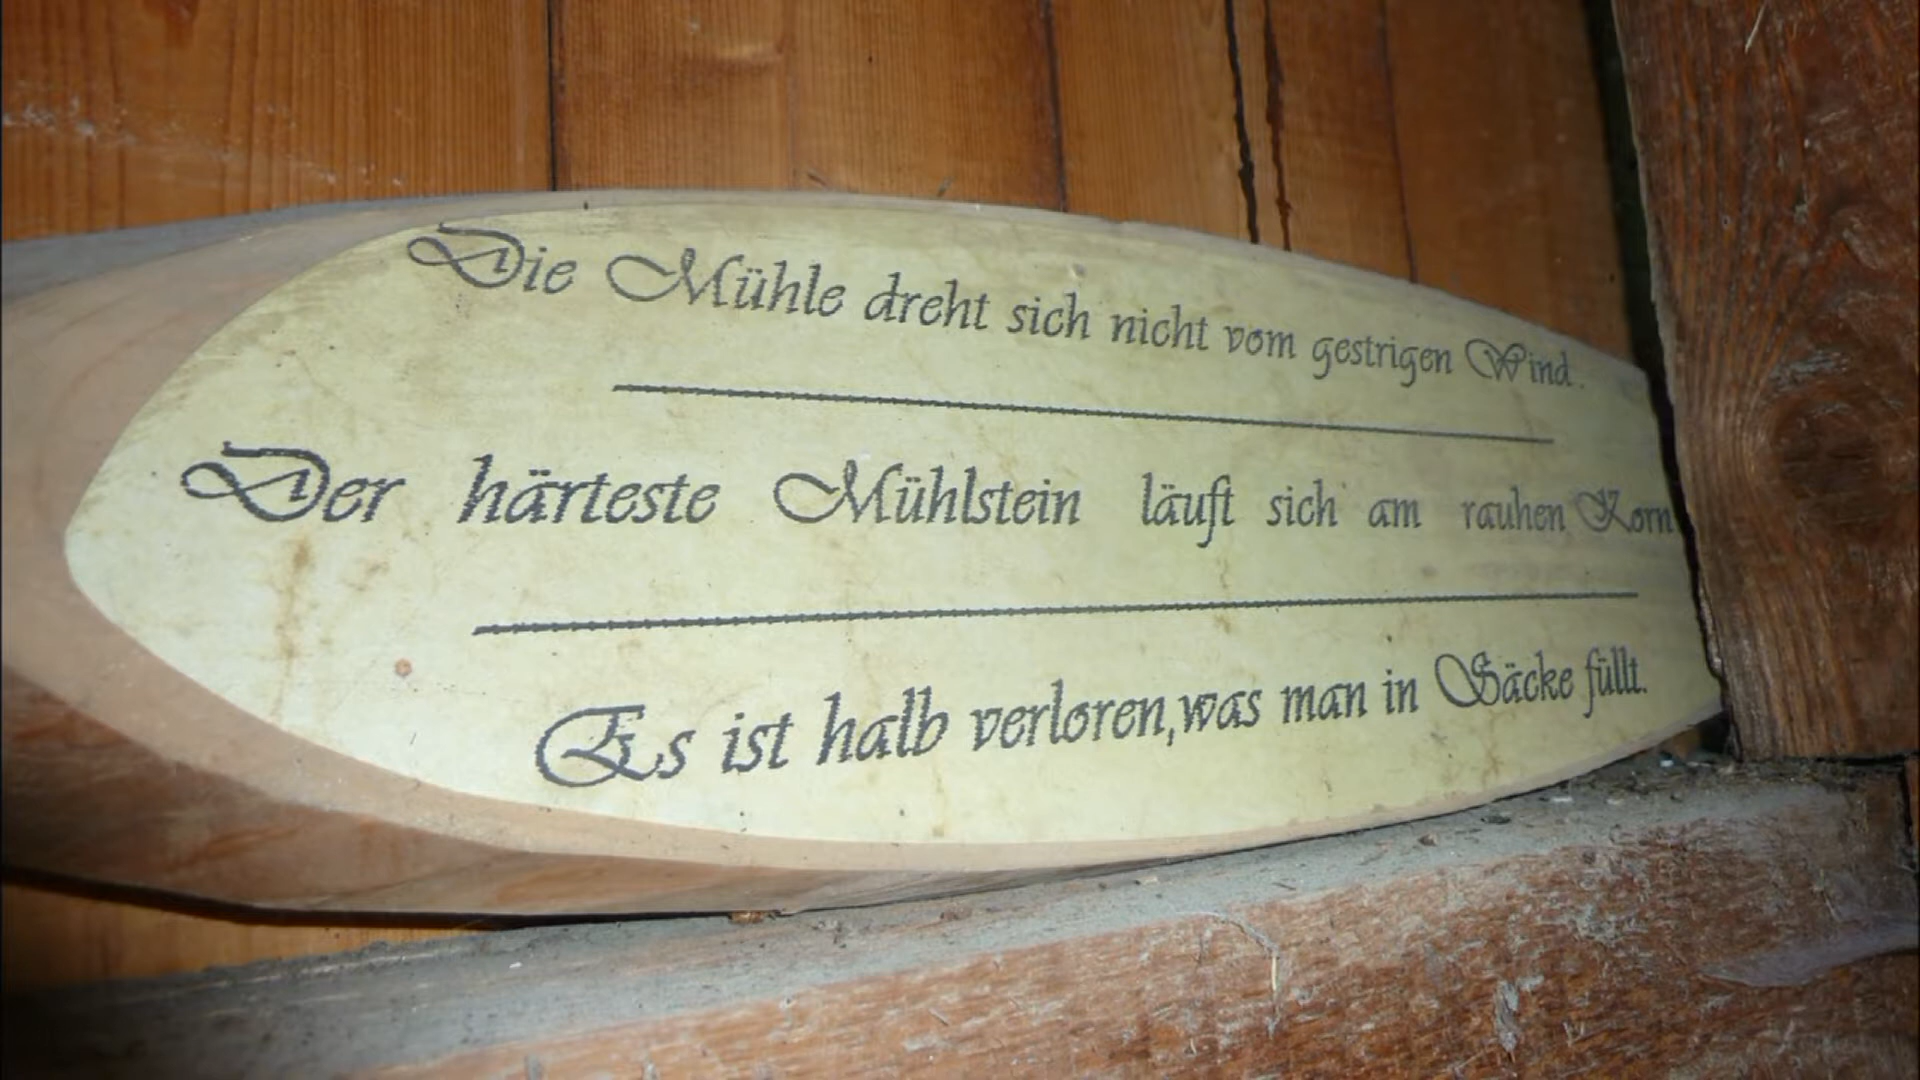 Die Mühle dreht sich nicht vom gestrigen Wind.
Der härteste Mühlstein läuft sich am rauhen Korn
Es ist halb verloren,was man in Säcke füllt.